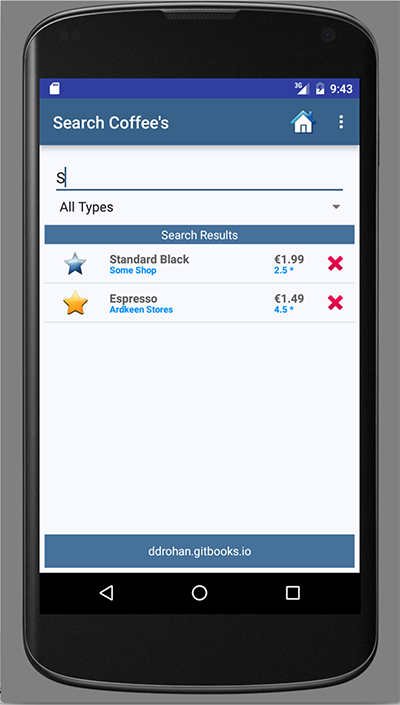 3G 9:43
Search Coffee's
S
All Types
Search Results
Standard Black €1.99
Some Shop 2.5 *
Espresso €1.49
Ardkeen Stores 4.5 *
ddrohan.gitbooks.io